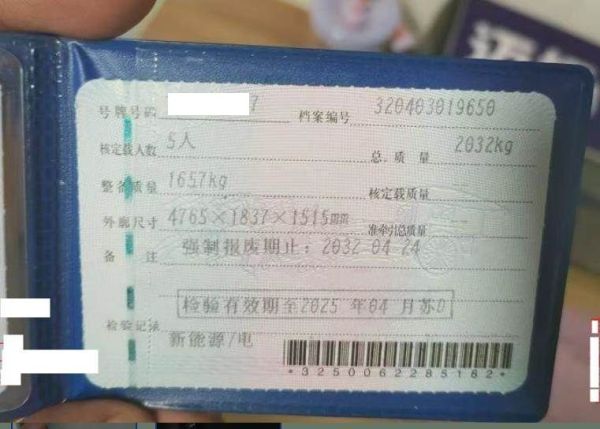 号牌号码 7 档案编号 320403019650
核定载人数 5人 总质量 2032kg
整备质量 1657kg 核定载质量
外廓尺寸 4765×1837×1515mm 准牵引总质量
备注 强制报废期止：2032-04-24
检验有效期至2025 年04 月苏D
检验记录 新能源/电
*3250062285182*